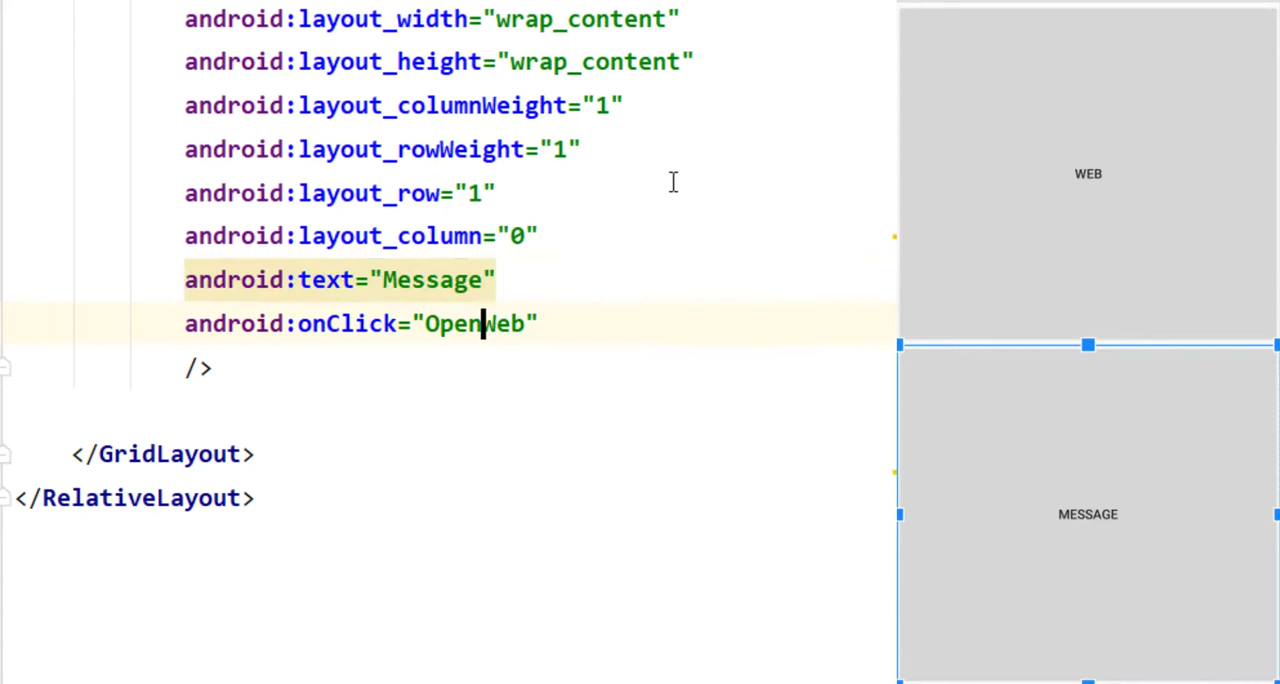 android:layout_width="wrap_content"
android:layout_height="wrap_content"
android:layout_columnWeight="1"
android:layout_rowWeight="1"
android:layout_row="1"
android:layout_column="0"
android:text="Message"
android:onClick="OpenWeb"
/>
</GridLayout>
</RelativeLayout>
WEB
MESSAGE